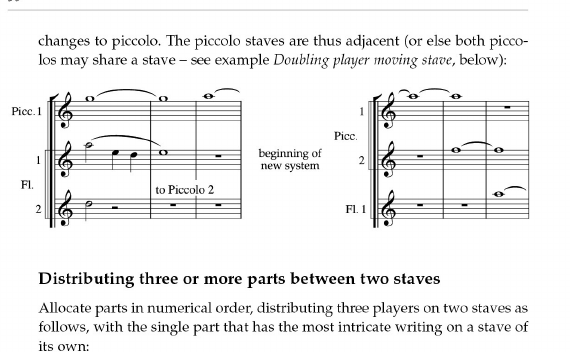 changes to piccolo. The piccolo staves are thus adjacent (or else both picco-
los may share a stave – see example Doubling player moving stave, below):
Picc. 1
1
Fl.
to Piccolo 2
2
beginning of
new system
1
Picc.
2
Fl. 1
Distributing three or more parts between two staves
Allocate parts in numerical order, distributing three players on two staves as
follows, with the single part that has the most intricate writing on a stave of
its own: